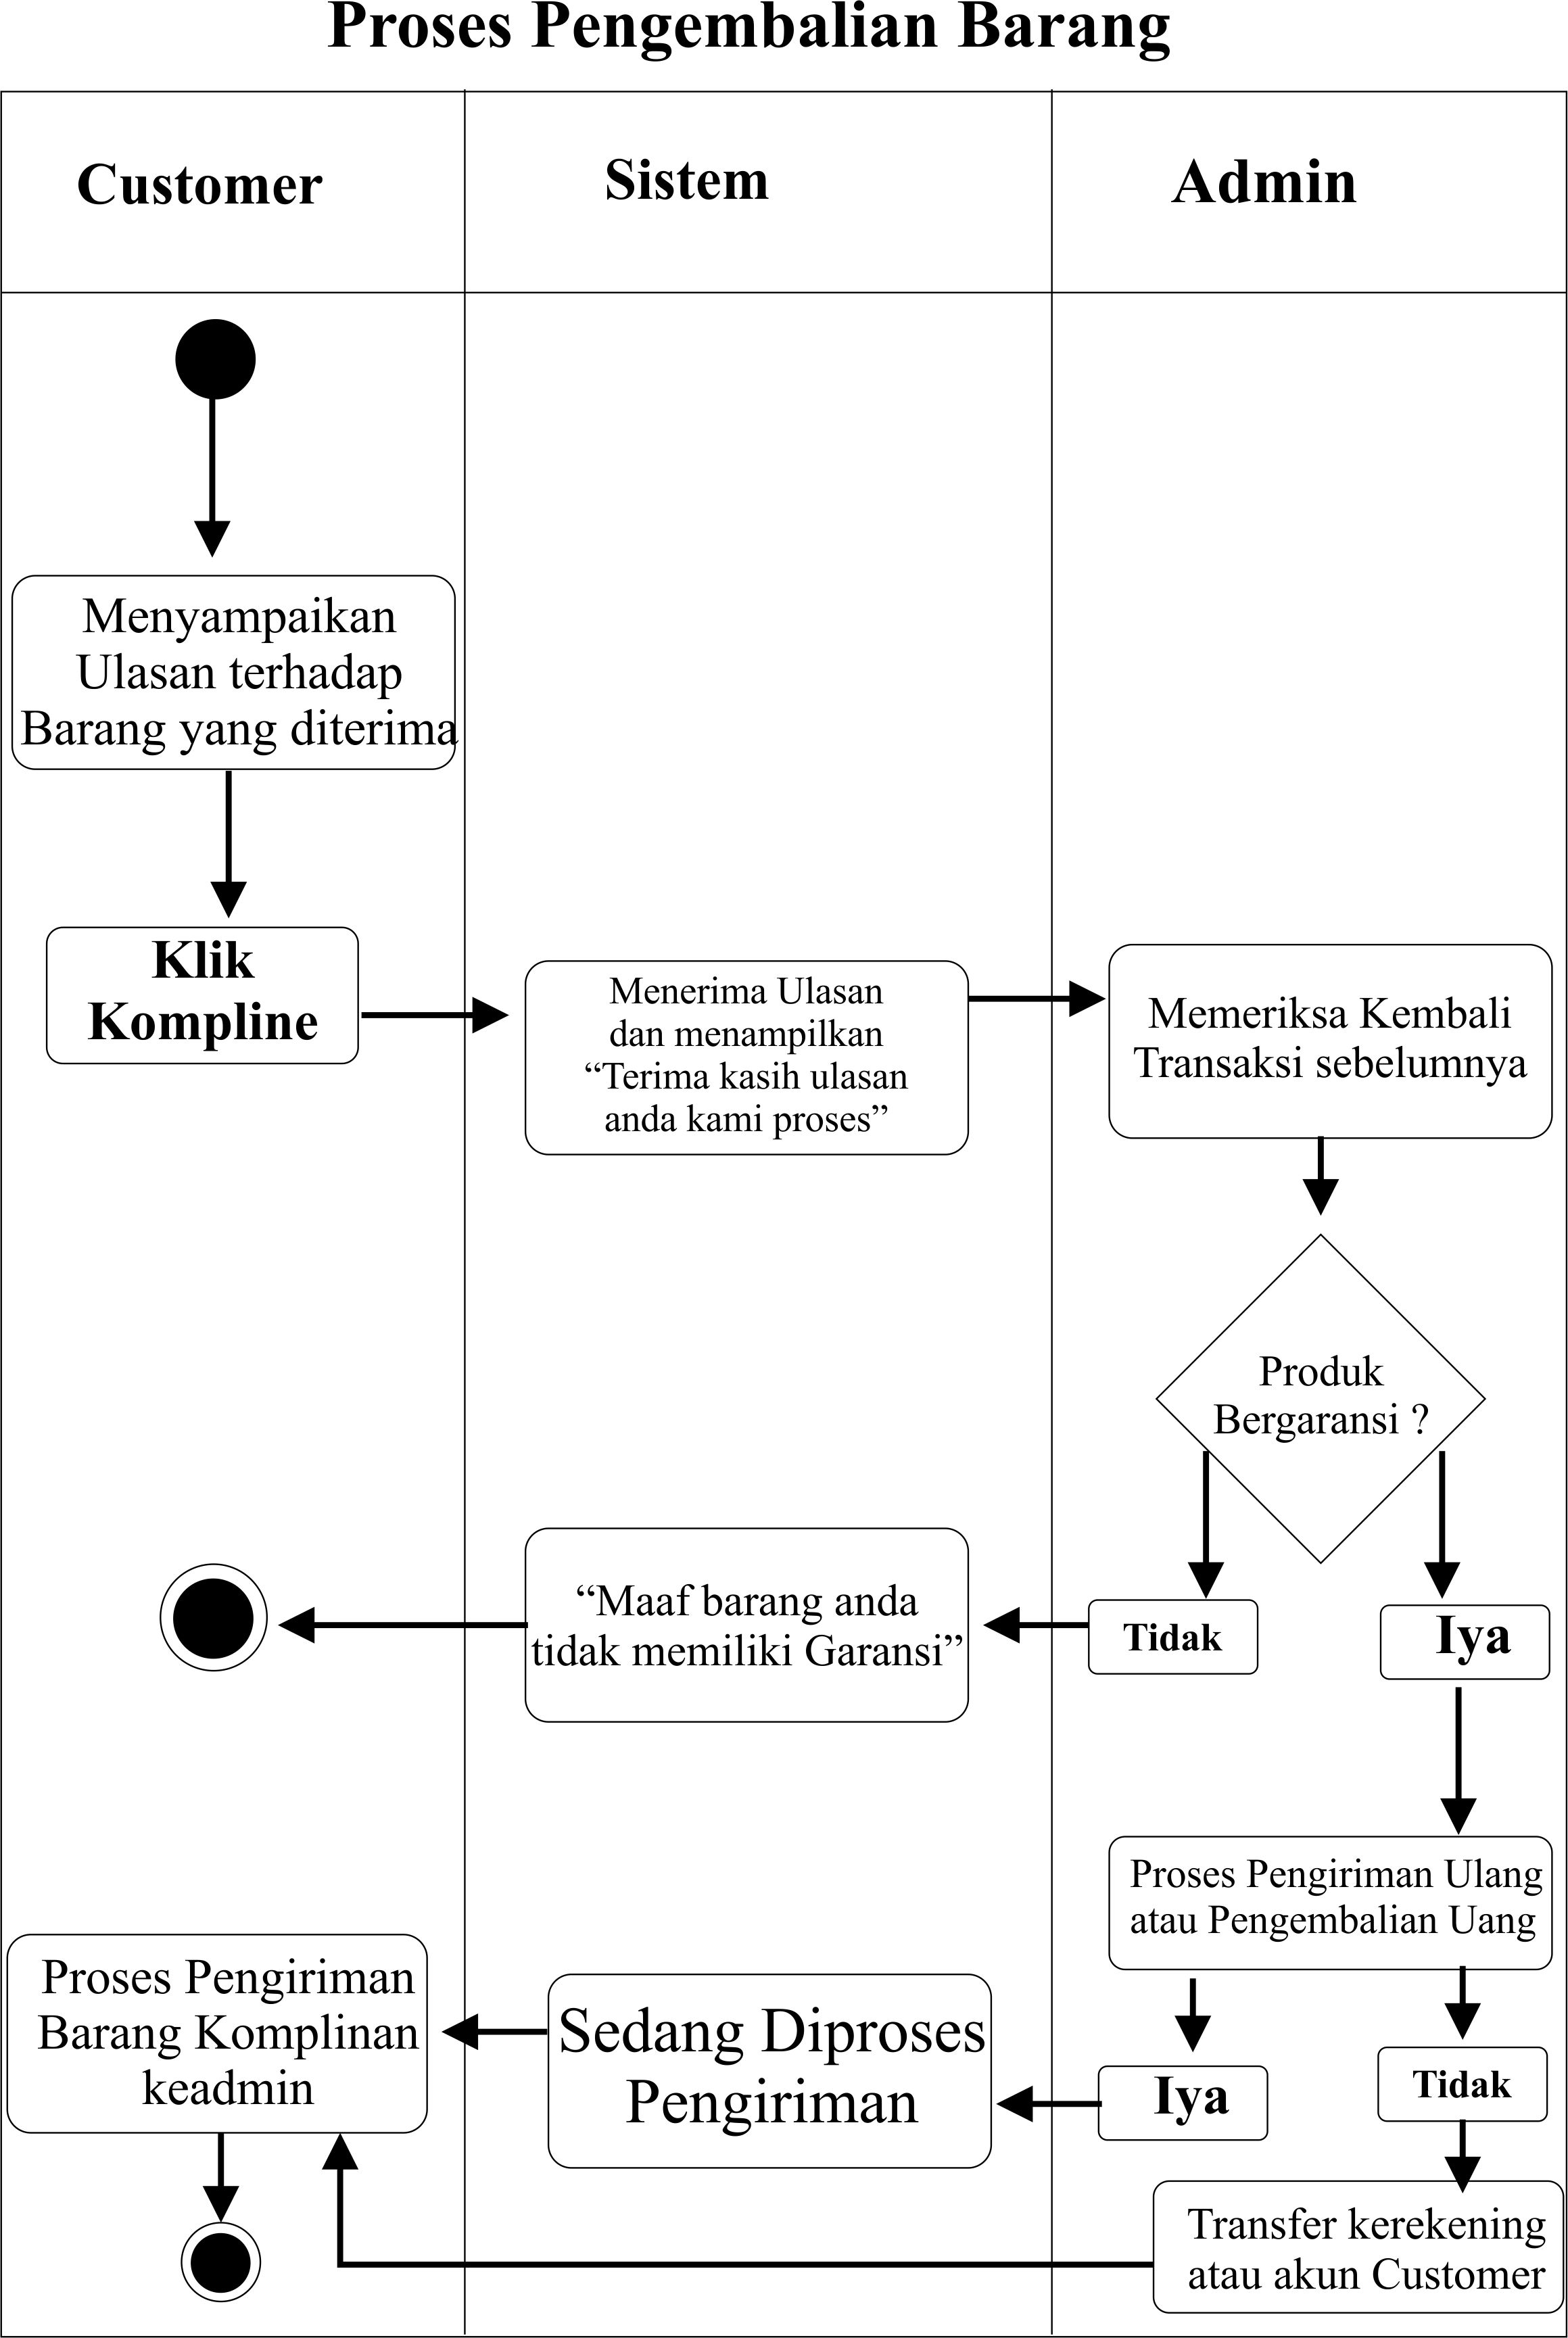 Proses Pengembalian Barang
Customer
Sistem
Admin
Menyampaikan
Ulasan terhadap
Barang yang diterima
Klik
Kompline
Menerima Ulasan
dan menampilkan
“Terima kasih ulasan
anda kami proses”
Memeriksa Kembali
Transaksi sebelumnya
Produk
Bergaransi ?
Tidak
Iya
“Maaf barang anda
tidak memiliki Garansi”
Proses Pengiriman Ulang
atau Pengembalian Uang
Iya
Tidak
Sedang Diproses
Pengiriman
Proses Pengiriman
Barang Komplinan
keadmin
Transfer kerekening
atau akun Customer